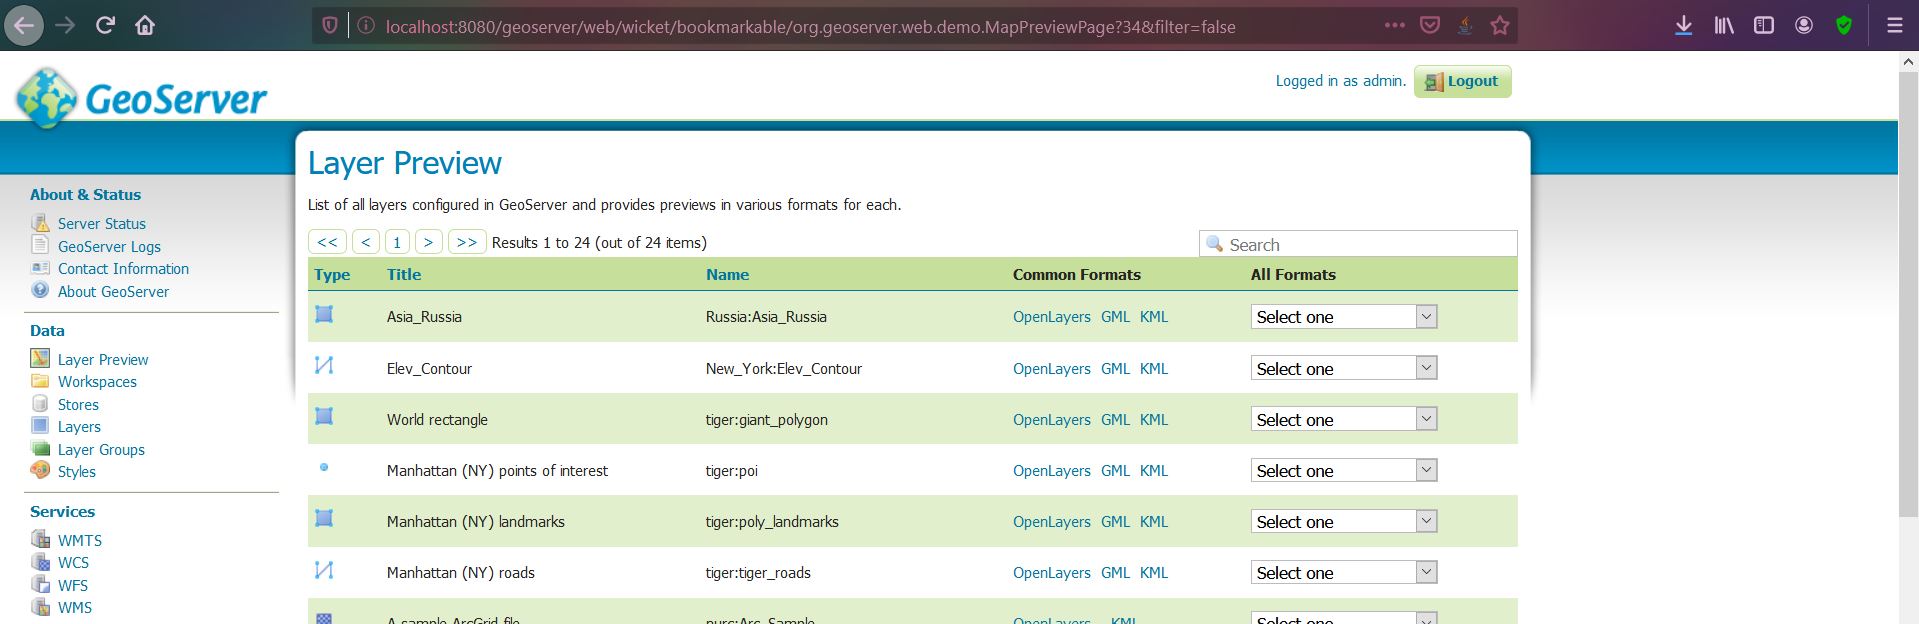 localhost:8080/geoserver/web/wicket/bookmarkable/org.geoserver.web.demo.MapPreviewPage?34&filter=false
GeoServer
Logged in as admin. Logout
About & Status
Server Status
GeoServer Logs
Contact Information
About GeoServer
Data
Layer Preview
Workspaces
Stores
Layers
Layer Groups
Styles
Services
WMTS
WCS
WFS
WMS
Layer Preview
List of all layers configured in GeoServer and provides previews in various formats for each.
<< < 1 > >> Results 1 to 24 (out of 24 items) Search
Type Title Name Common Formats All Formats
Asia_Russia Russia:Asia_Russia OpenLayers GML KML Select one
Elev_Contour New_York:Elev_Contour OpenLayers GML KML Select one
World rectangle tiger:giant_polygon OpenLayers GML KML Select one
Manhattan (NY) points of interest tiger:poi OpenLayers GML KML Select one
Manhattan (NY) landmarks tiger:poly_landmarks OpenLayers GML KML Select one
Manhattan (NY) roads tiger:tiger_roads OpenLayers GML KML Select one
A sample ArcGrid file nurc:Arc_Sample OpenLayers KML Select one